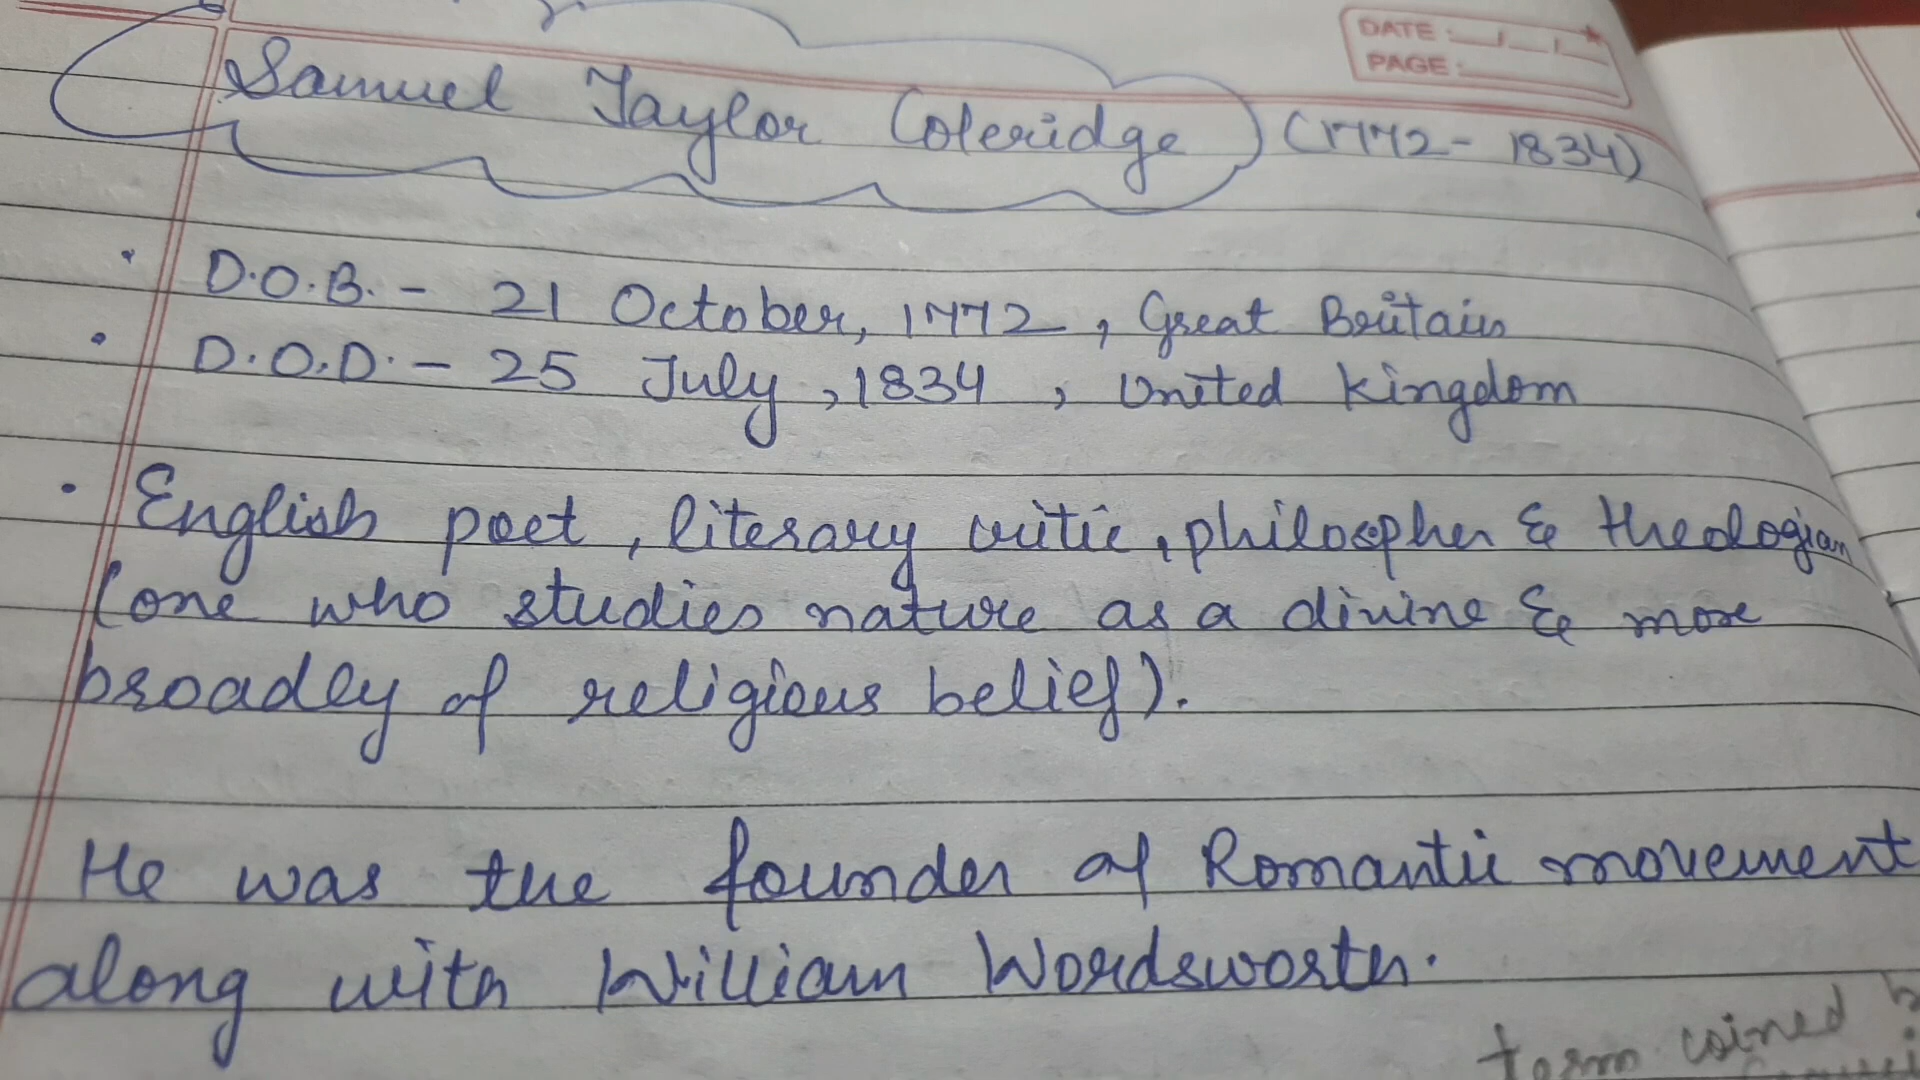 DATE :
PAGE :
Samuel Taylor Coleridge (1772- 1834)
· D.O.B. - 21 October, 1772 , Great Britain
· D.O.D. - 25 July , 1834 , United kingdom
· English poet , literary critic , philosopher & theologian
(one who studies nature as a divine & more
broadly of religious belief).
He was the founder of Romantic movement
along with William Wordsworth.
term coined